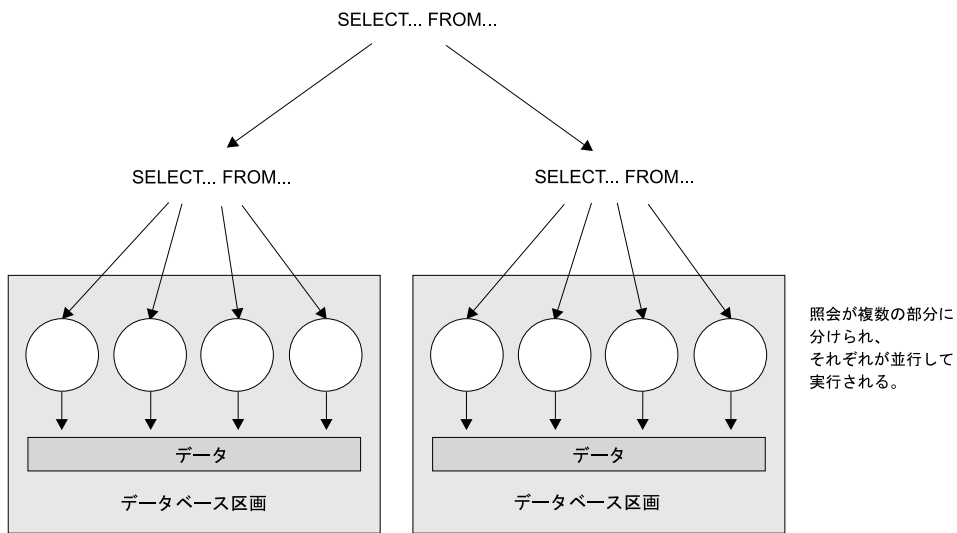 SELECT... FROM...
SELECT... FROM...
SELECT... FROM...
照会が複数の部分に
分けられ、
それぞれが並行して
実行される。
データ
データ
データベース区画
データベース区画